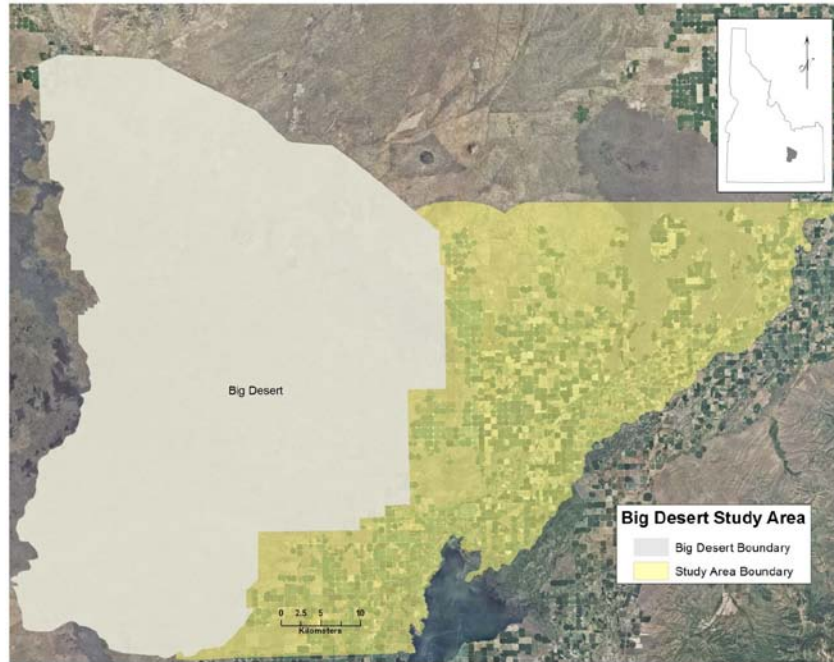 Big Desert
Big Desert Study Area
Big Desert Boundary
Study Area Boundary
0 2.5 5 10
Kilometers